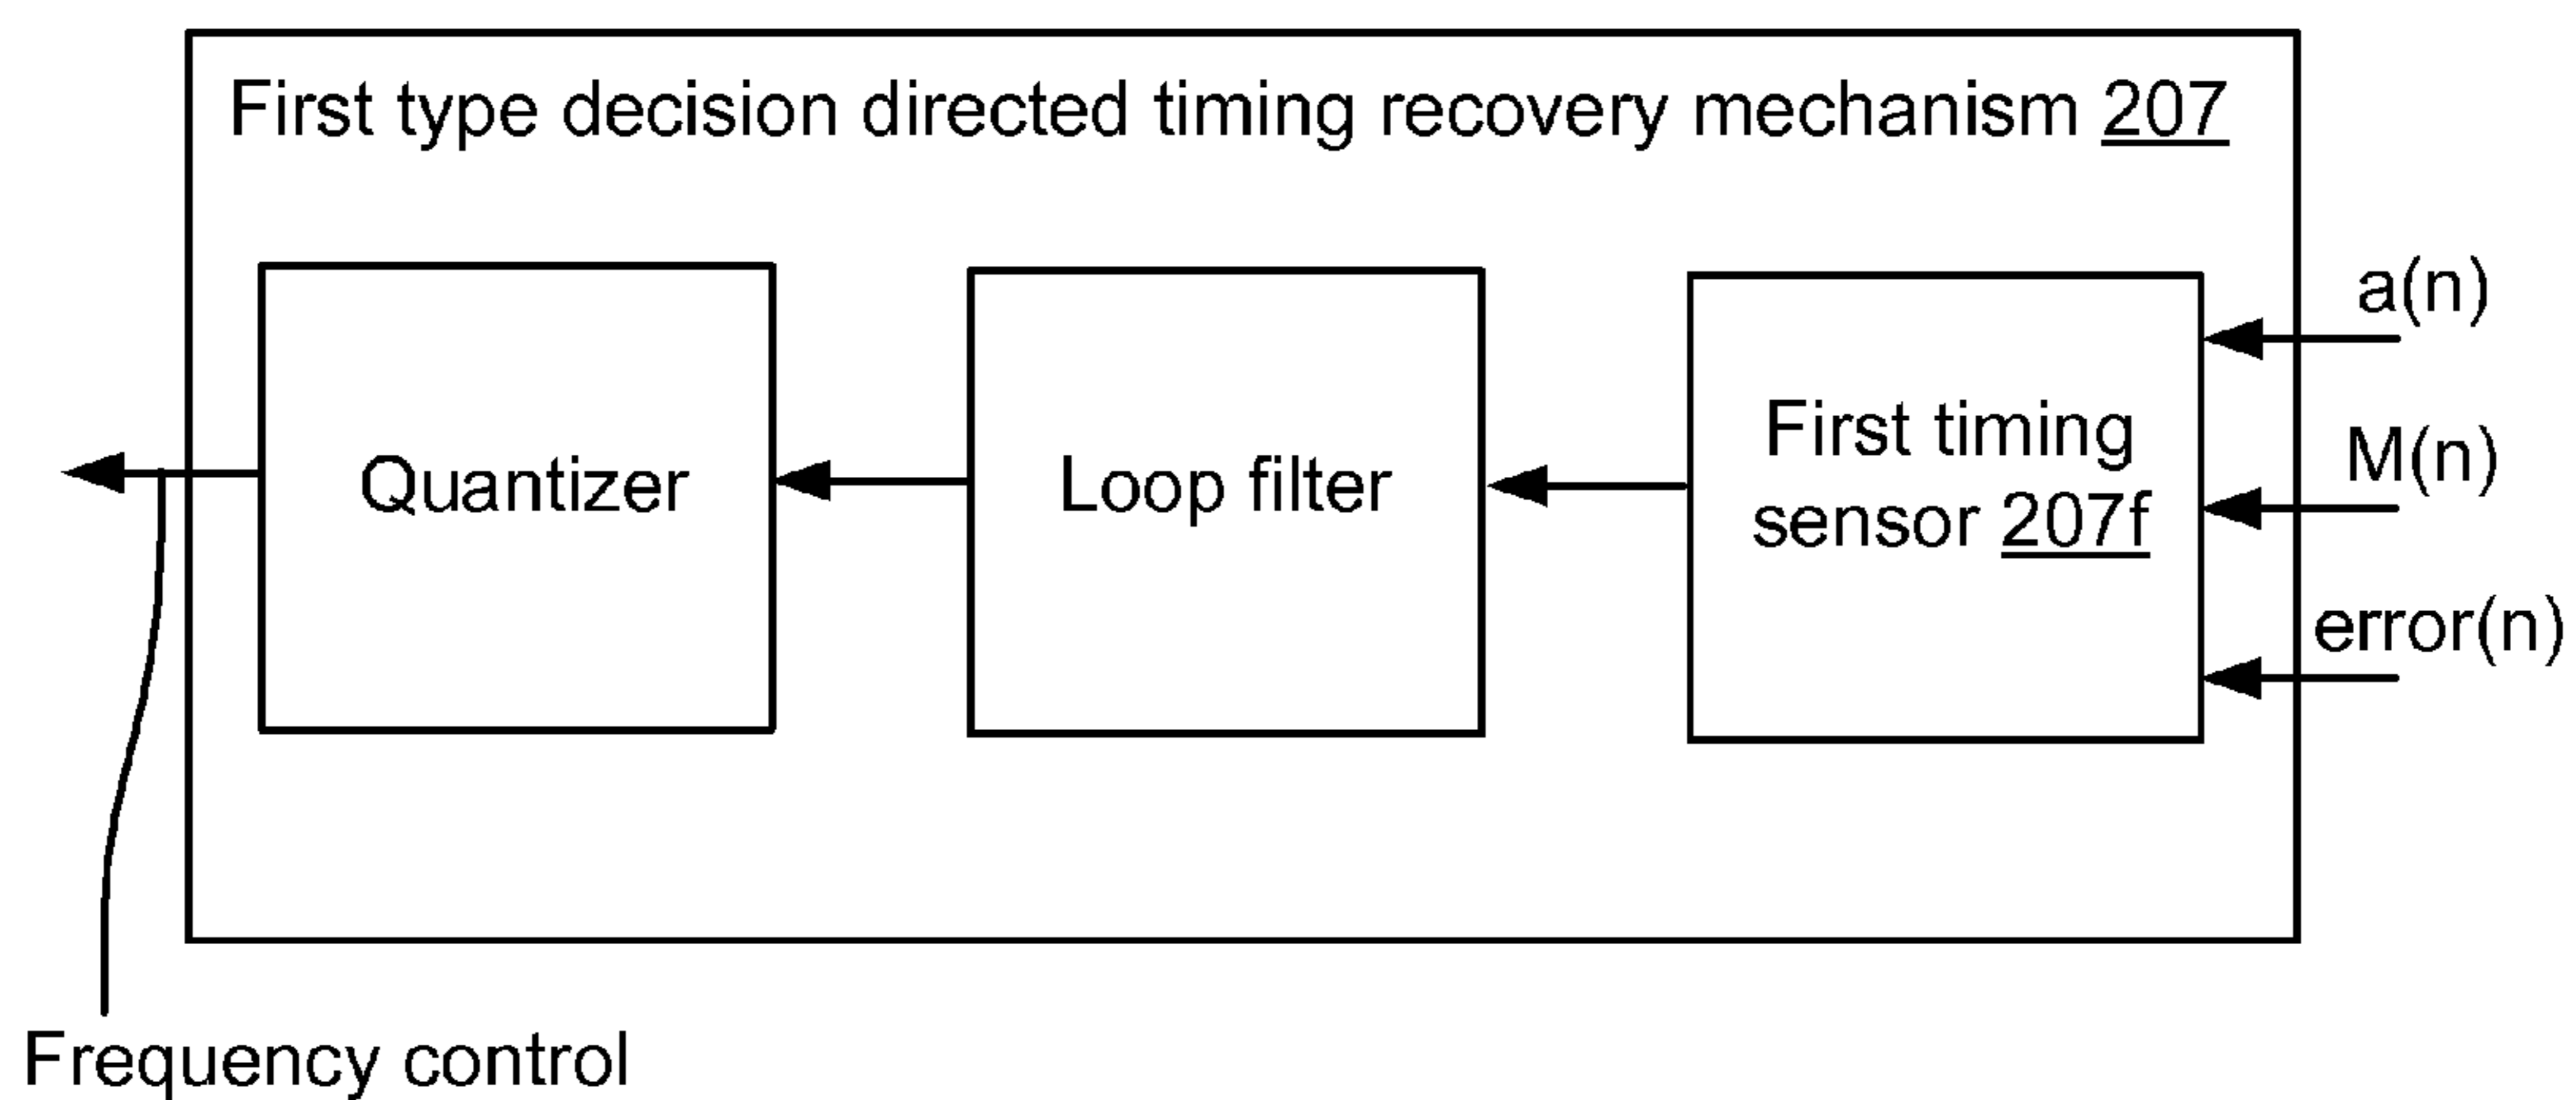 First type decision directed timing recovery mechanism 207
a(n)
M(n)
error(n)
First timing
sensor 207f
Loop filter
Quantizer
Frequency control